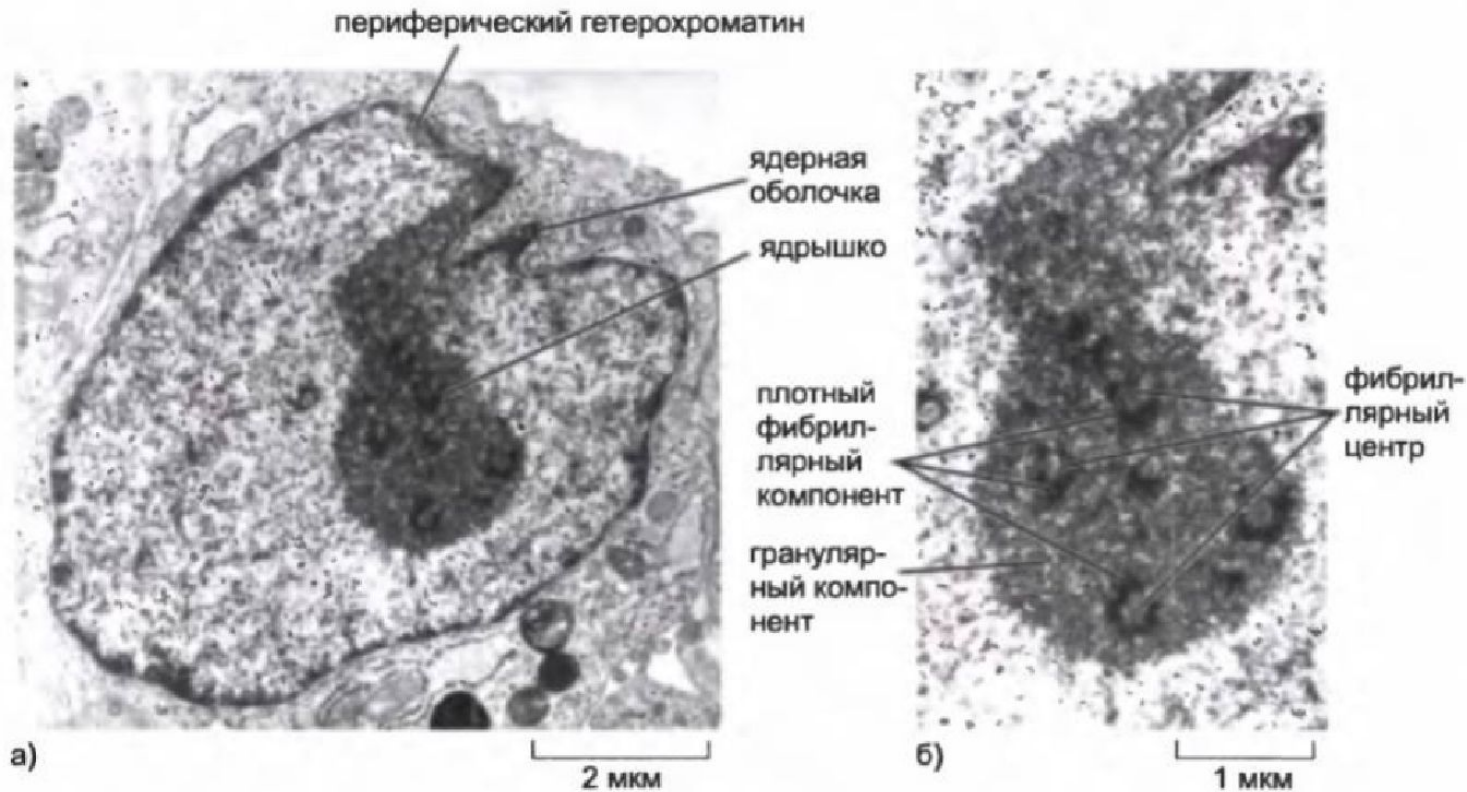 периферический гетерохроматин
ядерная
оболочка
ядрышко
плотный
фибрил-
лярный
компонент
грануляр-
ный компо-
нент
фибрил-
лярный
центр
а)
2 мкм
б)
1 мкм